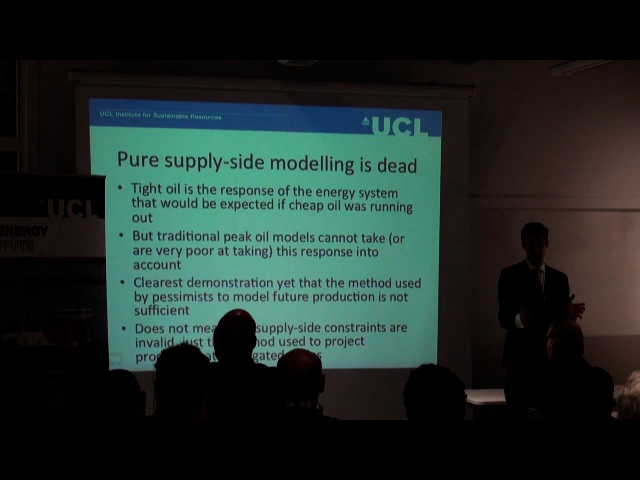 UCL Institute for Sustainable Resources
UCL
Pure supply-side modelling is dead
• Tight oil is the response of the energy system
that would be expected if cheap oil was running
out
• But traditional peak oil models cannot take (or
are very poor at taking) this response into
account
• Clearest demonstration yet that the method used
by pessimists to model future production is not
sufficient
• Does not supply-side constraints are
invalid, just used to project
UCL
ENERGY